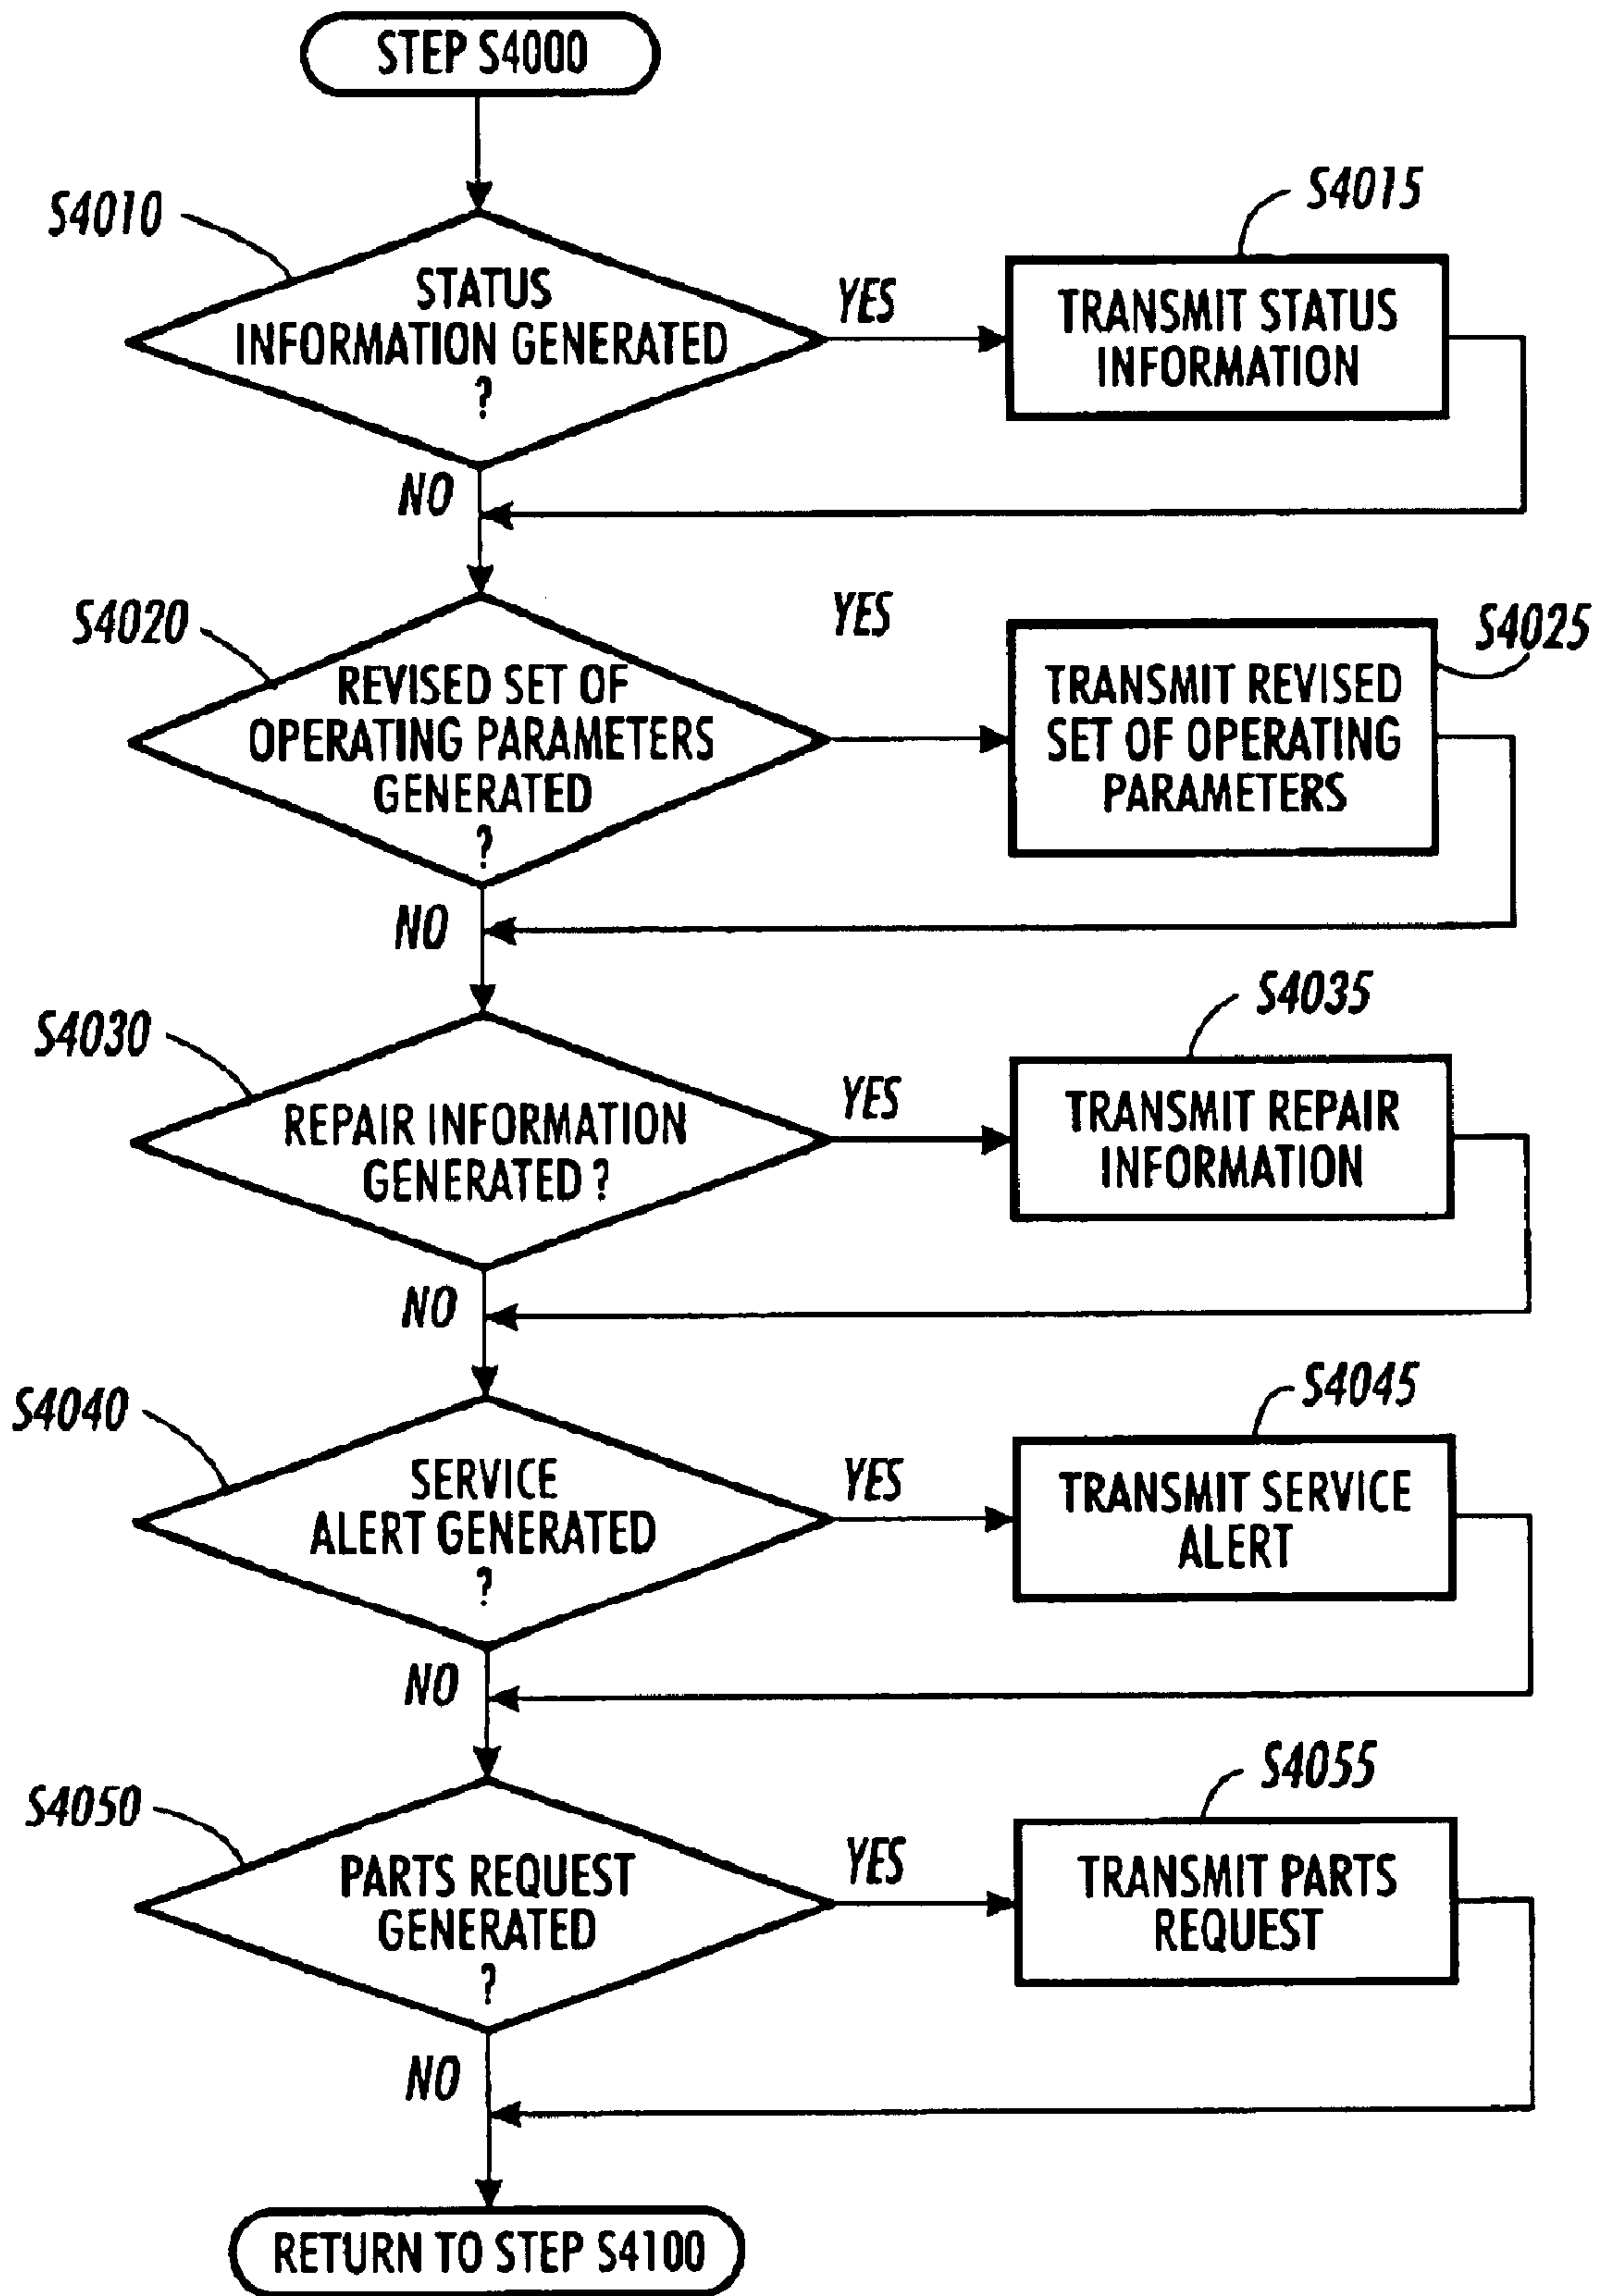 STEP S4000
S4010
STATUS
INFORMATION GENERATED
?
YES
S4015
TRANSMIT STATUS
INFORMATION
NO
S4020
REVISED SET OF
OPERATING PARAMETERS
GENERATED
?
YES
S4025
TRANSMIT REVISED
SET OF OPERATING
PARAMETERS
NO
S4030
REPAIR INFORMATION
GENERATED ?
YES
S4035
TRANSMIT REPAIR
INFORMATION
NO
S4040
SERVICE
ALERT GENERATED
?
YES
S4045
TRANSMIT SERVICE
ALERT
NO
S4050
PARTS REQUEST
GENERATED
?
YES
S4055
TRANSMIT PARTS
REQUEST
NO
RETURN TO STEP S4100